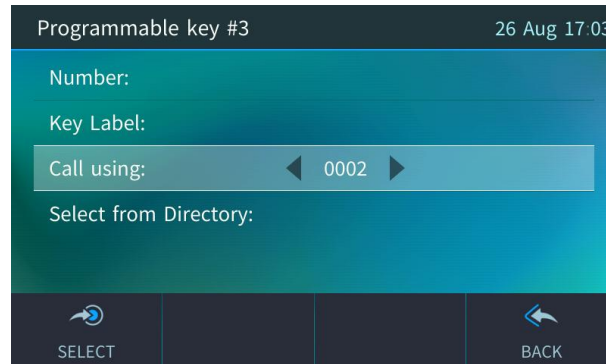 Programmable key #3 26 Aug 17:03
Number:
Key Label:
Call using: 0002
Select from Directory:
SELECT BACK